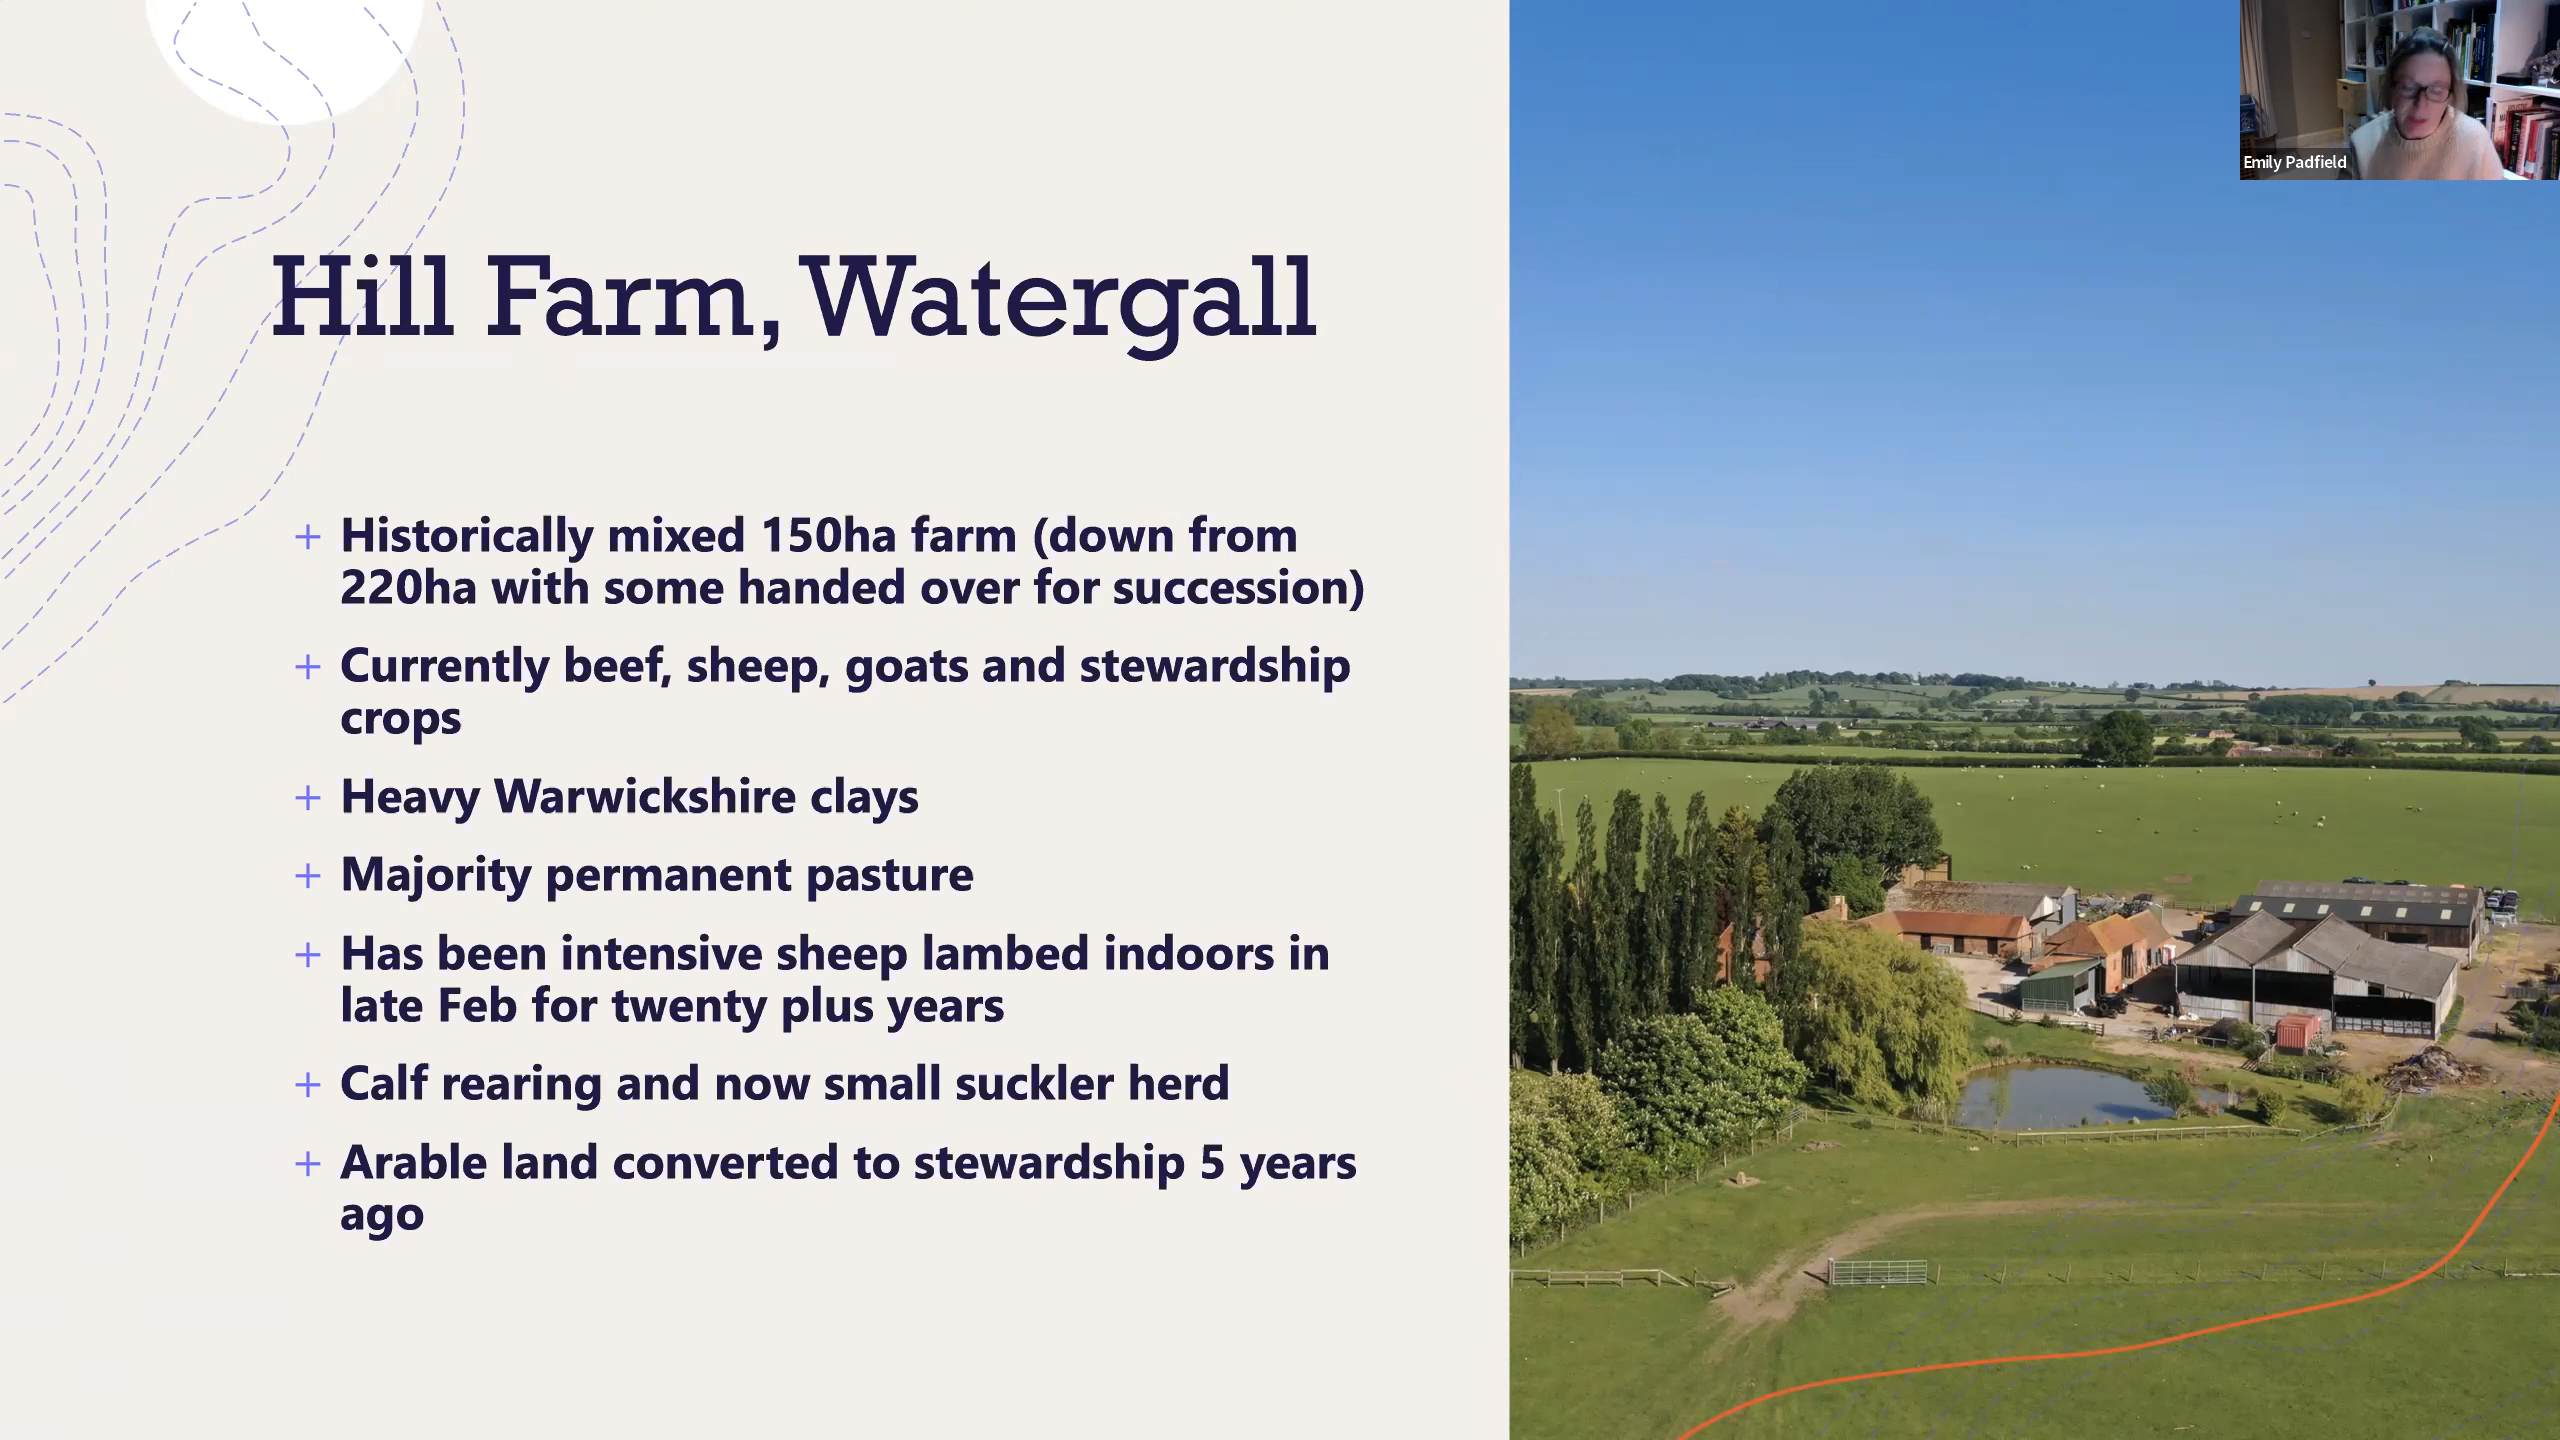 Emily Padfield
Hill Farm, Watergall
+ Historically mixed 150ha farm (down from
220ha with some handed over for succession)
+ Currently beef, sheep, goats and stewardship
crops
+ Heavy Warwickshire clays
+ Majority permanent pasture
+ Has been intensive sheep lambed indoors in
late Feb for twenty plus years
+ Calf rearing and now small suckler herd
+ Arable land converted to stewardship 5 years
ago